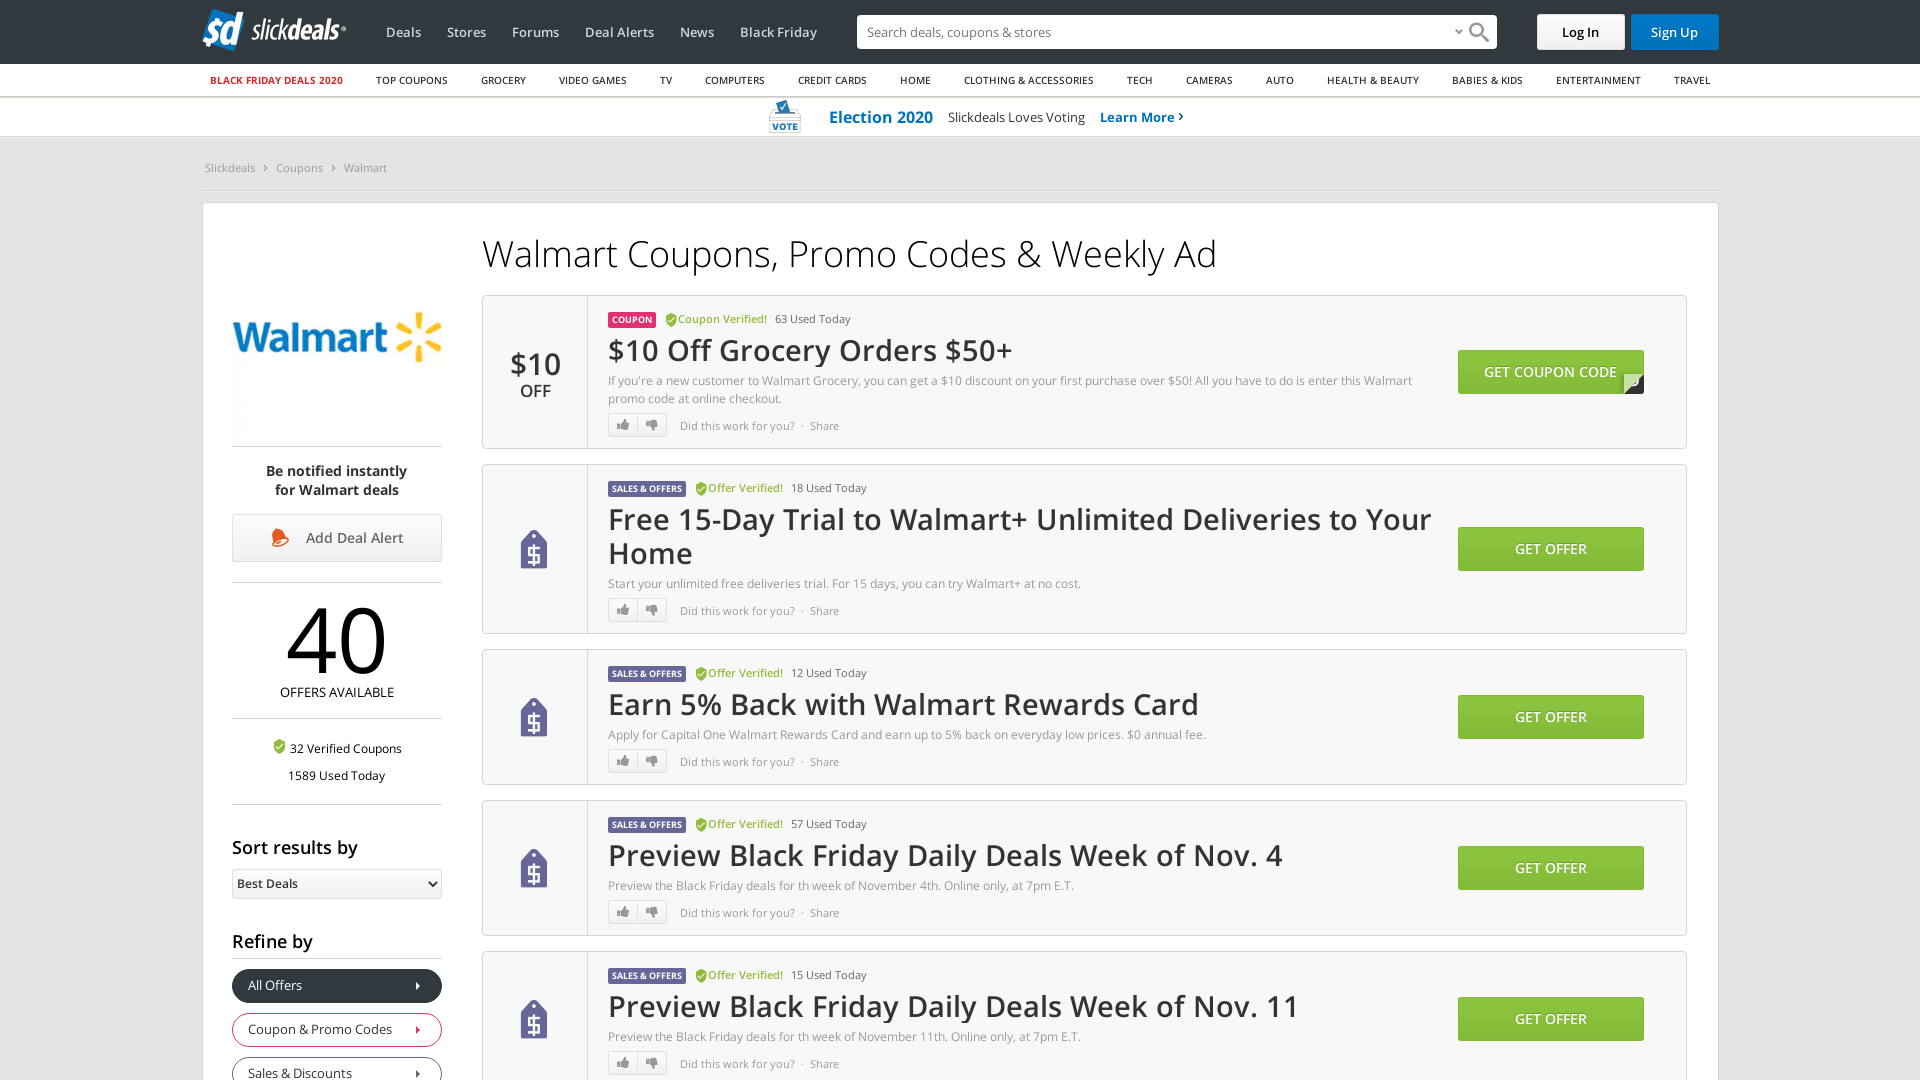 slickdeals
Deals Stores Forums Deal Alerts News Black Friday
Search deals, coupons & stores
Log In Sign Up
BLACK FRIDAY DEALS 2020 TOP COUPONS GROCERY VIDEO GAMES TV COMPUTERS CREDIT CARDS HOME CLOTHING & ACCESSORIES TECH CAMERAS AUTO HEALTH & BEAUTY BABIES & KIDS ENTERTAINMENT TRAVEL
VOTE Election 2020 Slickdeals Loves Voting Learn More
Slickdeals Coupons Walmart
Walmart
Be notified instantly
for Walmart deals
Add Deal Alert
40
OFFERS AVAILABLE
32 Verified Coupons
1589 Used Today
Sort results by
Best Deals
Refine by
All Offers
Coupon & Promo Codes
Sales & Discounts
Walmart Coupons, Promo Codes & Weekly Ad
$10
OFF
COUPON Coupon Verified! 63 Used Today
$10 Off Grocery Orders $50+
If you're a new customer to Walmart Grocery, you can get a $10 discount on your first purchase over $50! All you have to do is enter this Walmart
promo code at online checkout.
Did this work for you? · Share
GET COUPON CODE
SALES & OFFERS Offer Verified! 18 Used Today
Free 15-Day Trial to Walmart+ Unlimited Deliveries to Your
Home
Start your unlimited free deliveries trial. For 15 days, you can try Walmart+ at no cost.
Did this work for you? · Share
GET OFFER
SALES & OFFERS Offer Verified! 12 Used Today
Earn 5% Back with Walmart Rewards Card
Apply for Capital One Walmart Rewards Card and earn up to 5% back on everyday low prices. $0 annual fee.
Did this work for you? · Share
GET OFFER
SALES & OFFERS Offer Verified! 57 Used Today
Preview Black Friday Daily Deals Week of Nov. 4
Preview the Black Friday deals for th week of November 4th. Online only, at 7pm E.T.
Did this work for you? · Share
GET OFFER
SALES & OFFERS Offer Verified! 15 Used Today
Preview Black Friday Daily Deals Week of Nov. 11
Preview the Black Friday deals for th week of November 11th. Online only, at 7pm E.T.
Did this work for you? · Share
GET OFFER